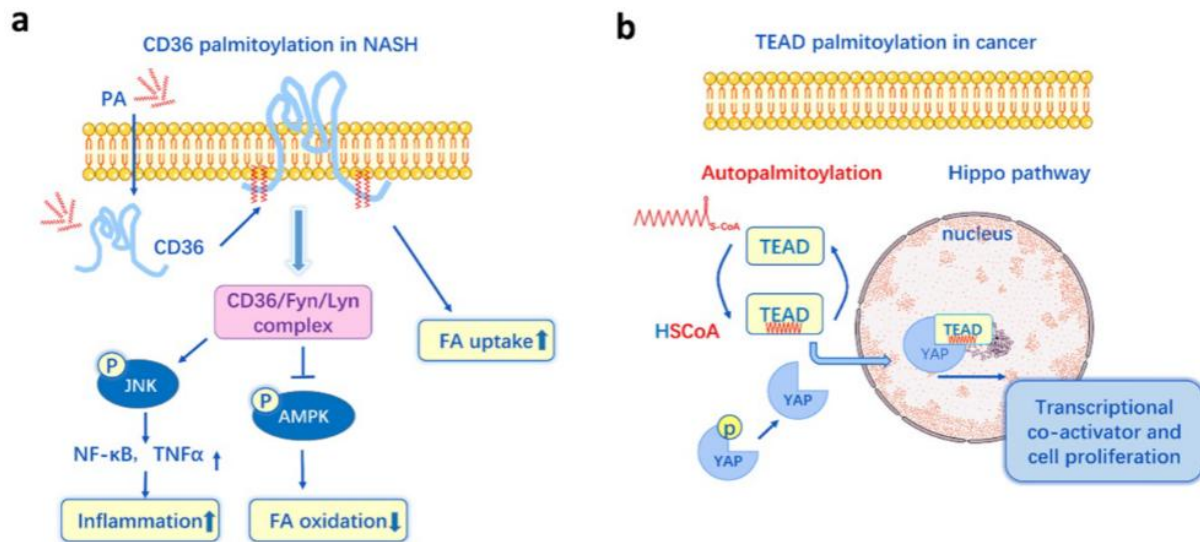 a
CD36 palmitoylation in NASH
PA
CD36
CD36/Fyn/Lyn
complex
FA uptake
P
JNK
P
AMPK
NF-κB, TNFα
Inflammation
FA oxidation
b
TEAD palmitoylation in cancer
Autopalmitoylation
Hippo pathway
S-CoA
nucleus
TEAD
TEAD
HSCoA
TEAD
YAP
YAP
p
YAP
Transcriptional
co-activator and
cell proliferation